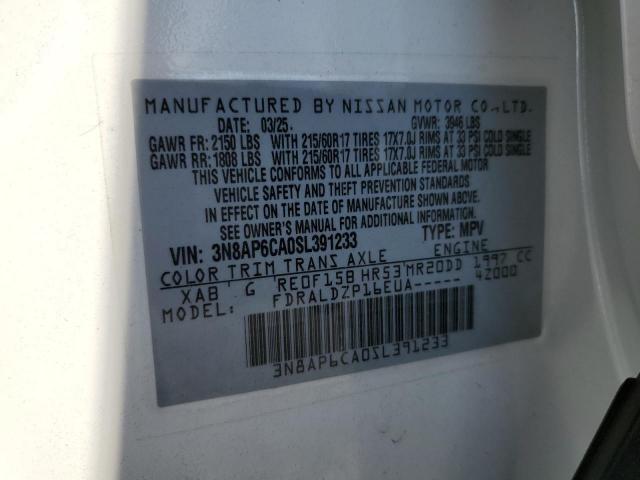 MANUFACTURED BY NISSAN MOTOR CO.,LTD.
DATE: 03/25. GVWR: 3946 LBS
GAWR FR: 2150 LBS WITH 215/60R17 TIRES 17X7.0J RIMS AT 33 PSI COLD SINGLE
GAWR RR: 1808 LBS WITH 215/60R17 TIRES 17X7.0J RIMS AT 33 PSI COLD SINGLE
THIS VEHICLE CONFORMS TO ALL APPLICABLE FEDERAL MOTOR
VEHICLE SAFETY AND THEFT PREVENTION STANDARDS
IN EFFECT ON THE DATE OF MANUFACTURE SHOWN ABOVE.
SEE OWNER'S MANUAL FOR ADDITIONAL INFORMATION
VIN: 3N8AP6CA0SL391233 TYPE: MPV
COLOR TRIM TRANS AXLE ENGINE
XAB G RE0F15B HR53 MR20DD 1997 CC
MODEL: FDRALDZP16EUA----- 42000
3N8AP6CA0SL391233